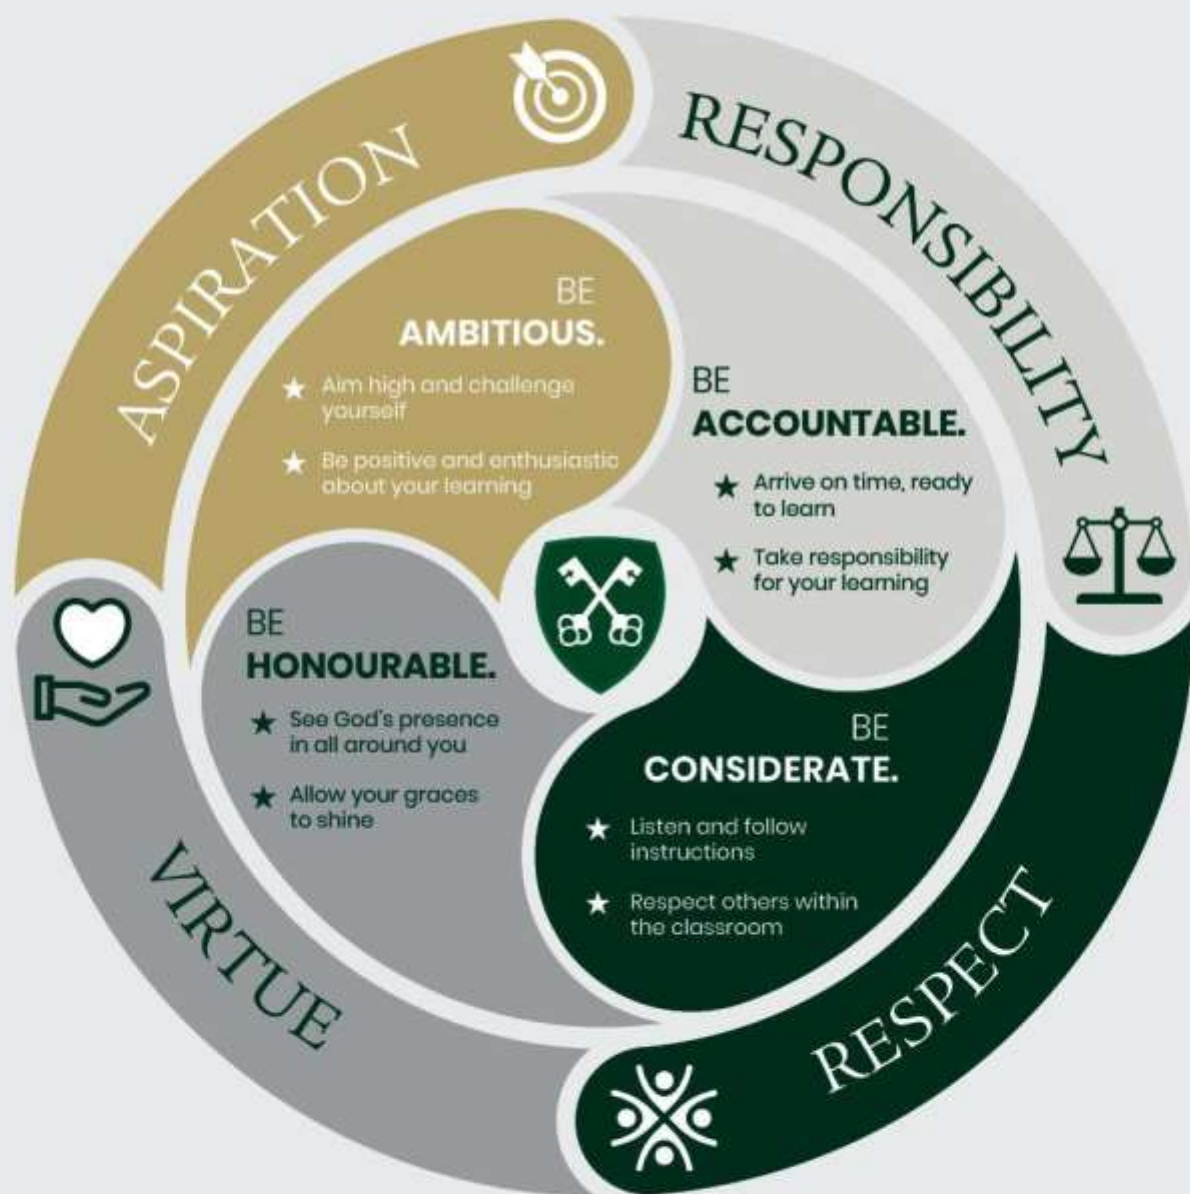 ASPIRATION
BE
AMBITIOUS.
★ Aim high and challenge
yourself
★ Be positive and enthusiastic
about your learning
RESPONSIBILITY
BE
ACCOUNTABLE.
★ Arrive on time, ready
to learn
★ Take responsibility
for your learning
VIRTUE
BE
HONOURABLE.
★ See God's presence
in all around you
★ Allow your graces
to shine
RESPECT
BE
CONSIDERATE.
★ Listen and follow
instructions
★ Respect others within
the classroom